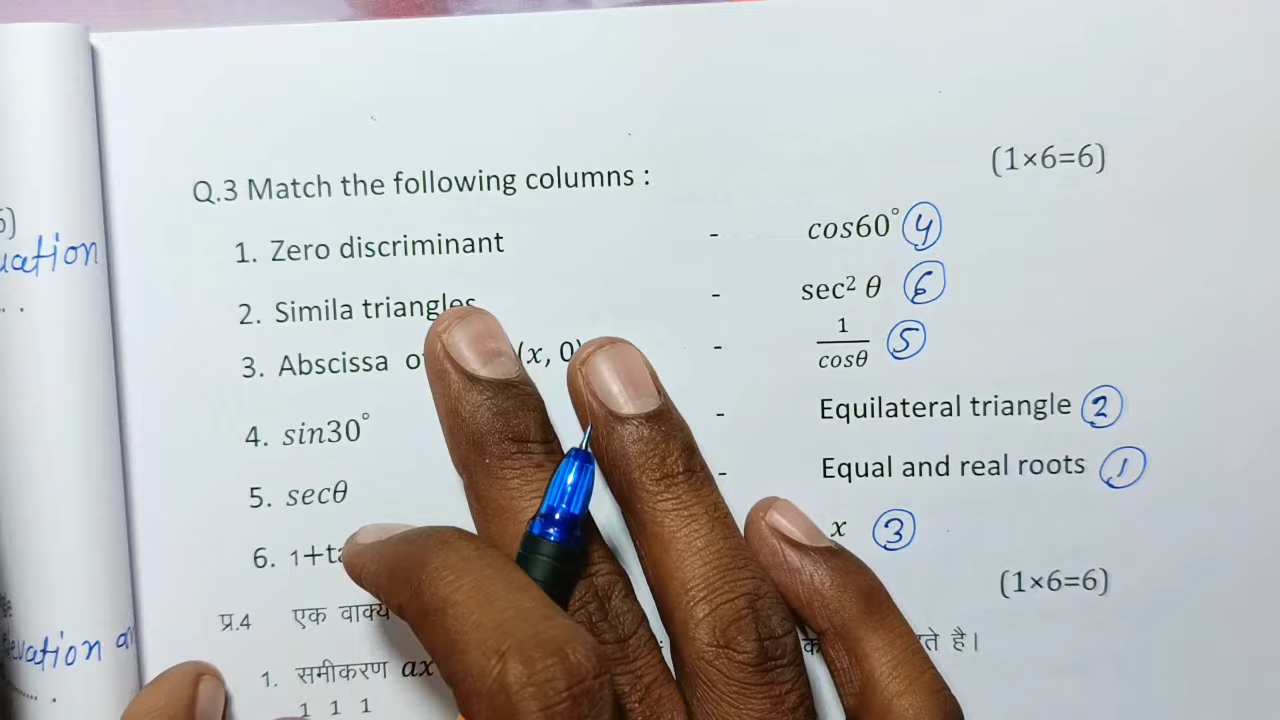 (1×6=6)
Q.3 Match the following columns :
1. Zero discriminant - cos60° ④
2. Simila triangles - sec² θ ⑥
3. Abscissa (x, 0) - 1/cosθ ⑤
4. sin30° - Equilateral triangle ②
5. secθ - Equal and real roots ①
6. 1+ x ③
(1×6=6)
प्र.4 एक वाक्य
1. समीकरण ax
1 1 1